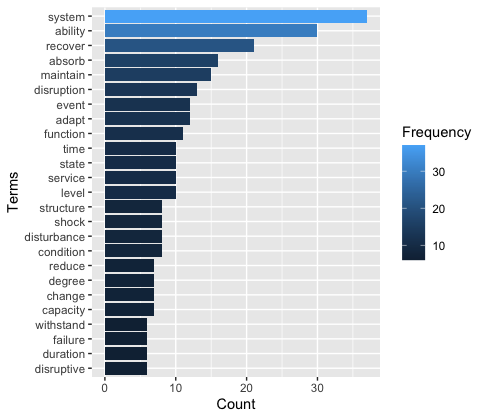 system
ability
recover
absorb
maintain
disruption
event
adapt
function
time
state
service
level
structure
shock
disturbance
condition
reduce
degree
change
capacity
withstand
failure
duration
disruptive
Terms
0 10 20 30
Count
Frequency
30
20
10